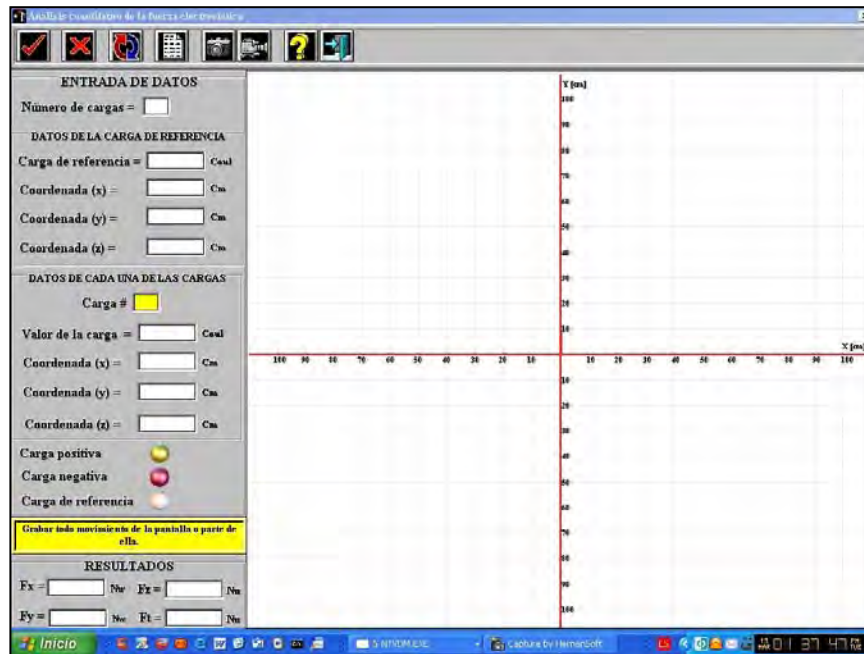 Análisis cuantitativo de la fuerza electrostática
ENTRADA DE DATOS
Número de cargas =
DATOS DE LA CARGA DE REFERENCIA
Carga de referencia = Coul
Coordenada (x) = Cm
Coordenada (y) = Cm
Coordenada (z) = Cm
DATOS DE CADA UNA DE LAS CARGAS
Carga #
Valor de la carga = Coul
Coordenada (x) = Cm
Coordenada (y) = Cm
Coordenada (z) = Cm
Carga positiva
Carga negativa
Carga de referencia
Grabar todo movimiento de la pantalla o parte de
ella.
RESULTADOS
Fx = Nw Fz = Nw
Fy = Nw Ft = Nw
Y [cm]
100
90
80
70
60
50
40
30
20
10
X [cm]
100 90 80 70 60 50 40 30 20 10 10 20 30 40 50 60 70 80 90 100
10
20
30
40
50
60
70
80
90
100
Inicio Capture by HernanSoft ES 01 37 47